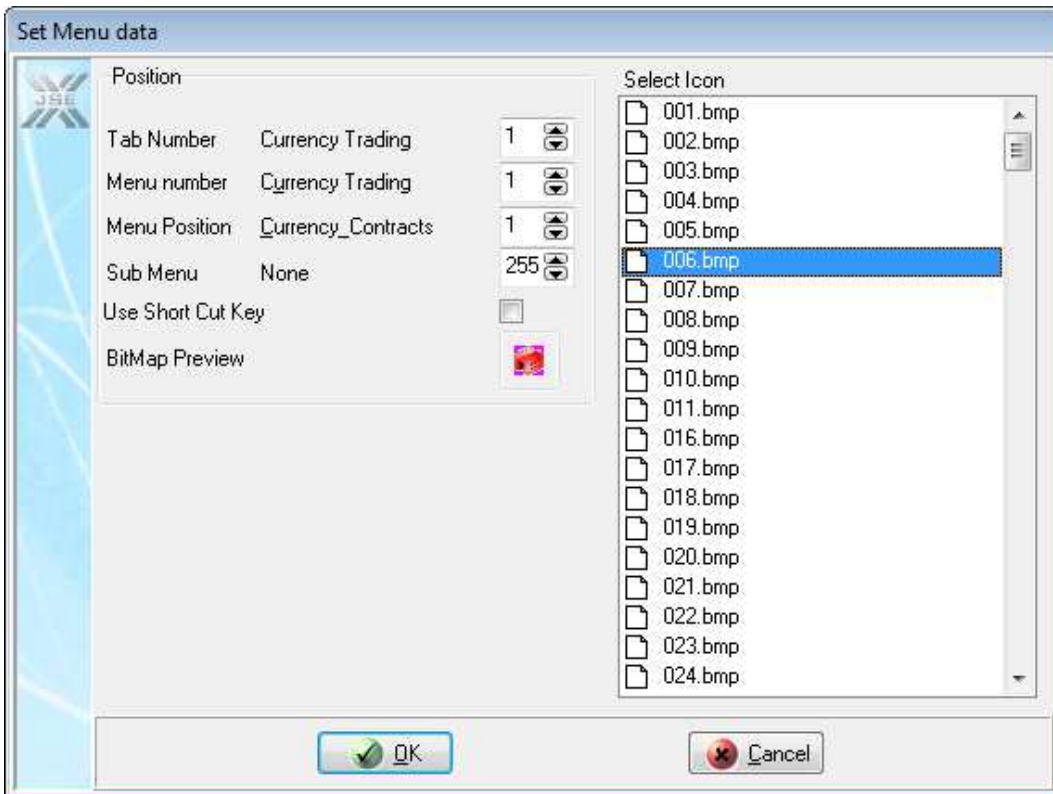 Set Menu data
JSE
Position
Tab Number Currency Trading 1
Menu number Currency Trading 1
Menu Position Currency_Contracts 1
Sub Menu None 255
Use Short Cut Key
BitMap Preview
Select Icon
001.bmp
002.bmp
003.bmp
004.bmp
005.bmp
006.bmp
007.bmp
008.bmp
009.bmp
010.bmp
011.bmp
016.bmp
017.bmp
018.bmp
019.bmp
020.bmp
021.bmp
022.bmp
023.bmp
024.bmp
OK
Cancel